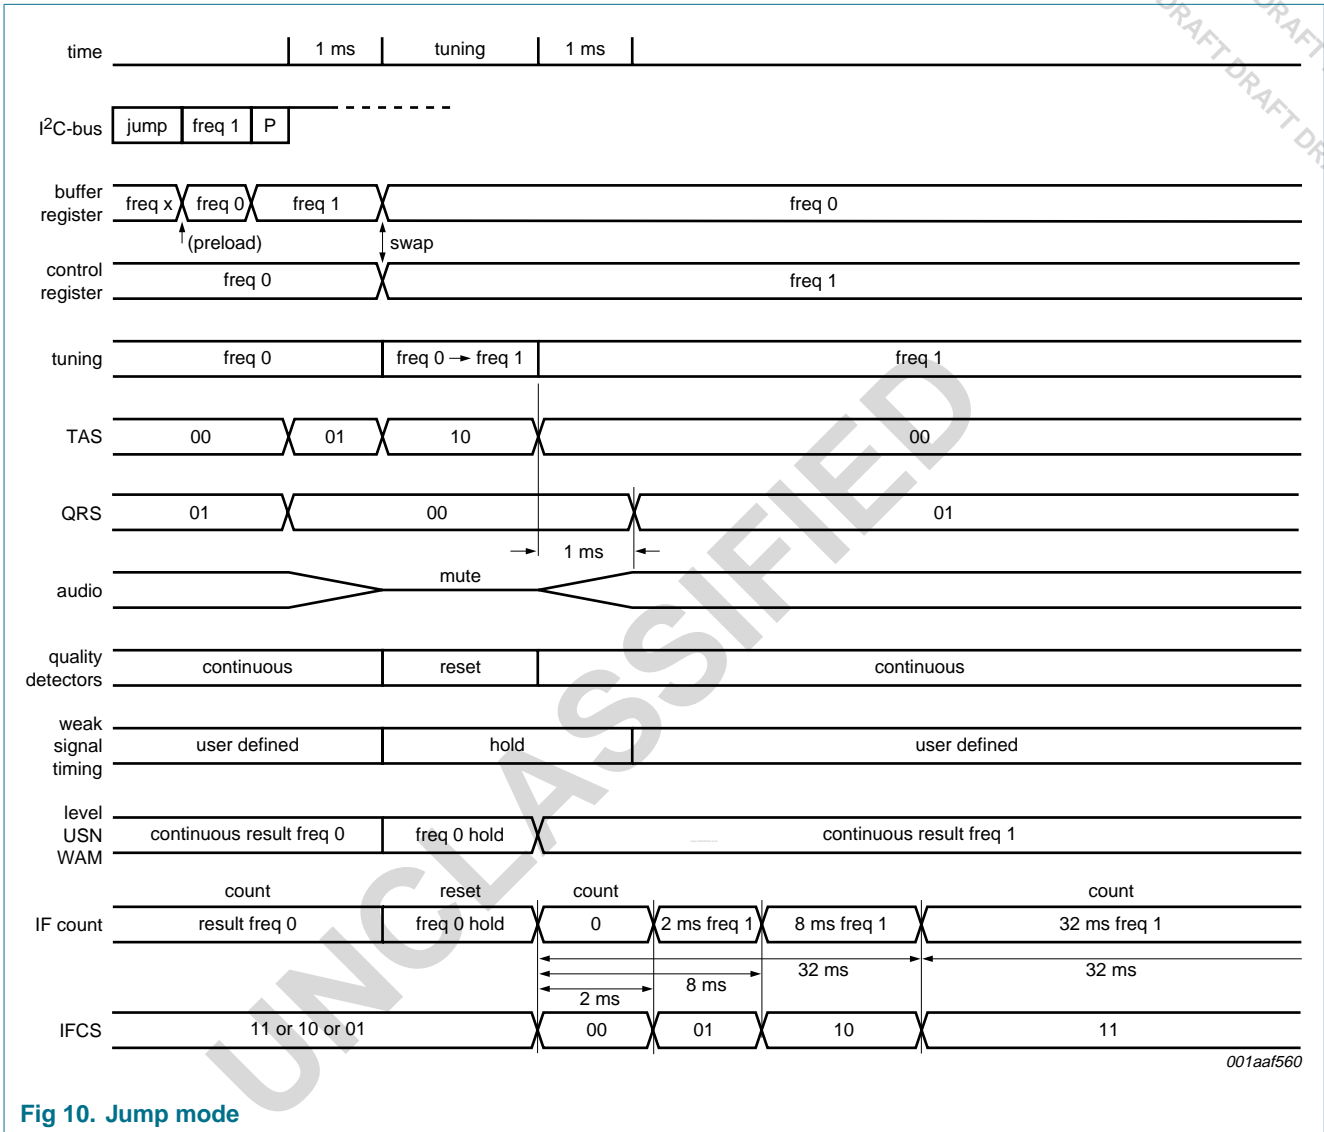 time 1 ms tuning 1 ms
I2C-bus jump freq 1 P
buffer register freq x freq 0 freq 1 freq 0
(preload) swap
control register freq 0 freq 1
tuning freq 0 → freq 0 → freq 1 freq 1
TAS 00 01 10 00
QRS 01 00 01
1 ms
audio mute
quality detectors continuous reset continuous
weak signal timing user defined hold user defined
level USN WAM continuous result freq 0 freq 0 hold continuous result freq 1
count reset count count
IF count result freq 0 freq 0 hold 0 2 ms freq 1 8 ms freq 1 32 ms freq 1
32 ms 32 ms
8 ms
2 ms
IFCS 11 or 10 or 01 00 01 10 11
001aaf560
Fig 10. Jump mode
UNCLASSIFIED
DRAFT DRAFT DRAFT
DRAFT